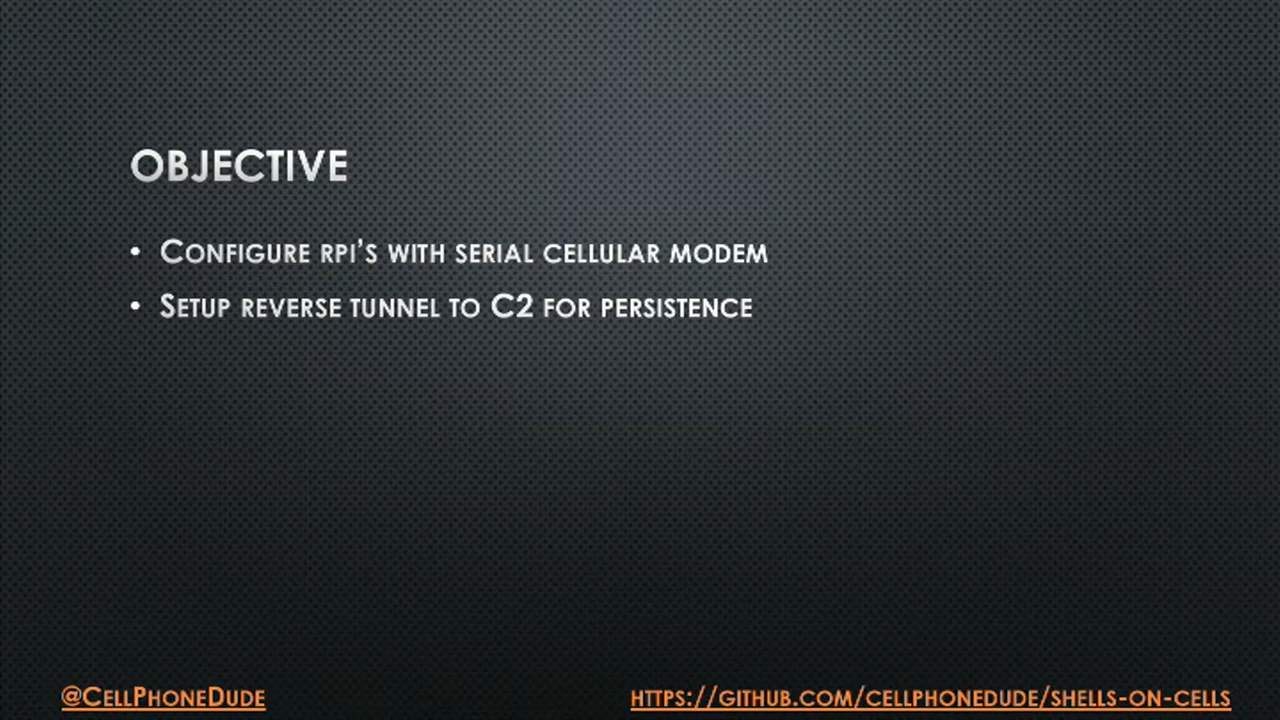 OBJECTIVE
• CONFIGURE RPI'S WITH SERIAL CELLULAR MODEM
• SETUP REVERSE TUNNEL TO C2 FOR PERSISTENCE
@CELLPHONEDUDE
HTTPS://GITHUB.COM/CELLPHONEDUDE/SHELLS-ON-CELLS